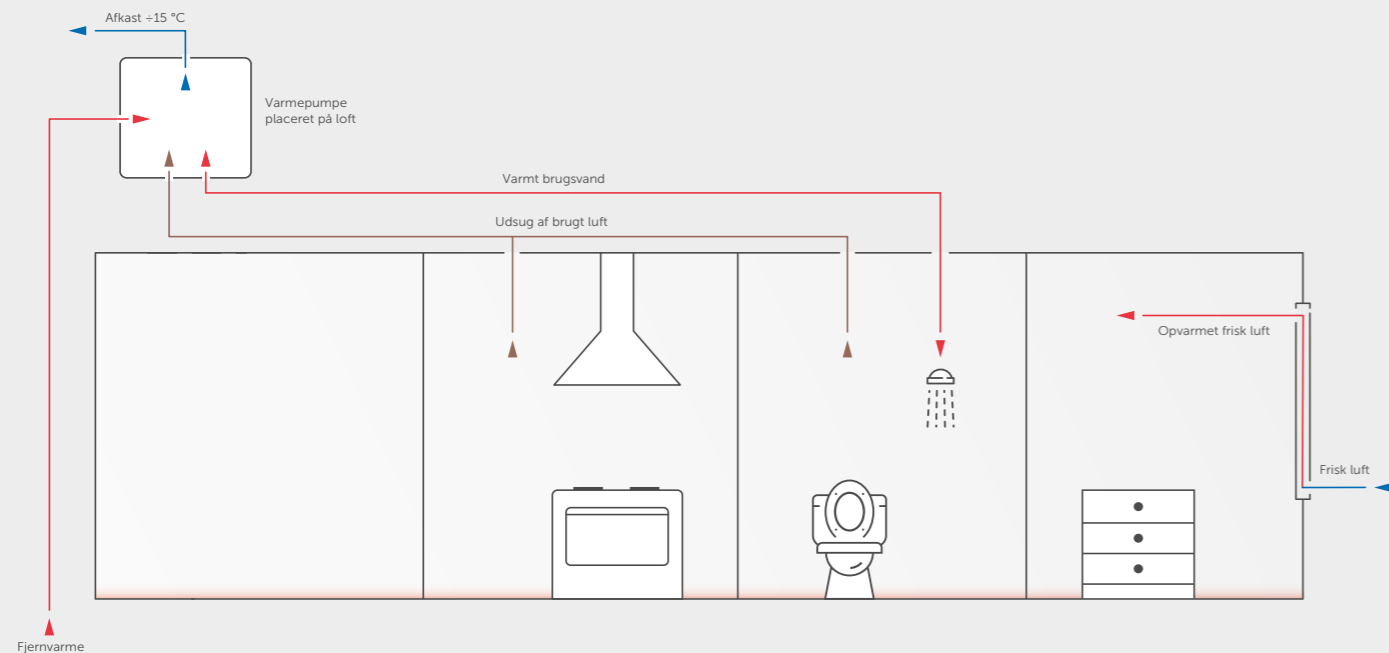 Afkast ÷15 °C
Varmepumpe
placeret på loft
Varmt brugsvand
Udsug af brugt luft
Opvarmet frisk luft
Frisk luft
Fjernvarme